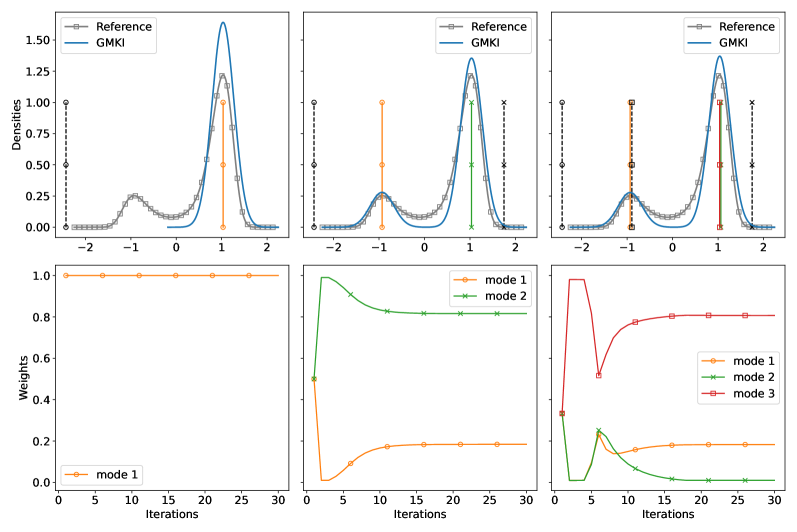 Reference
GMKI
Reference
GMKI
Reference
GMKI
Densities
1.50
1.25
1.00
0.75
0.50
0.25
0.00
−2 −1 0 1 2
−2 −1 0 1 2
−2 −1 0 1 2
Weights
1.0
0.8
0.6
0.4
0.2
0.0
mode 1
mode 1
mode 2
mode 1
mode 2
mode 3
0 5 10 15 20 25 30
0 5 10 15 20 25 30
0 5 10 15 20 25 30
Iterations
Iterations
Iterations